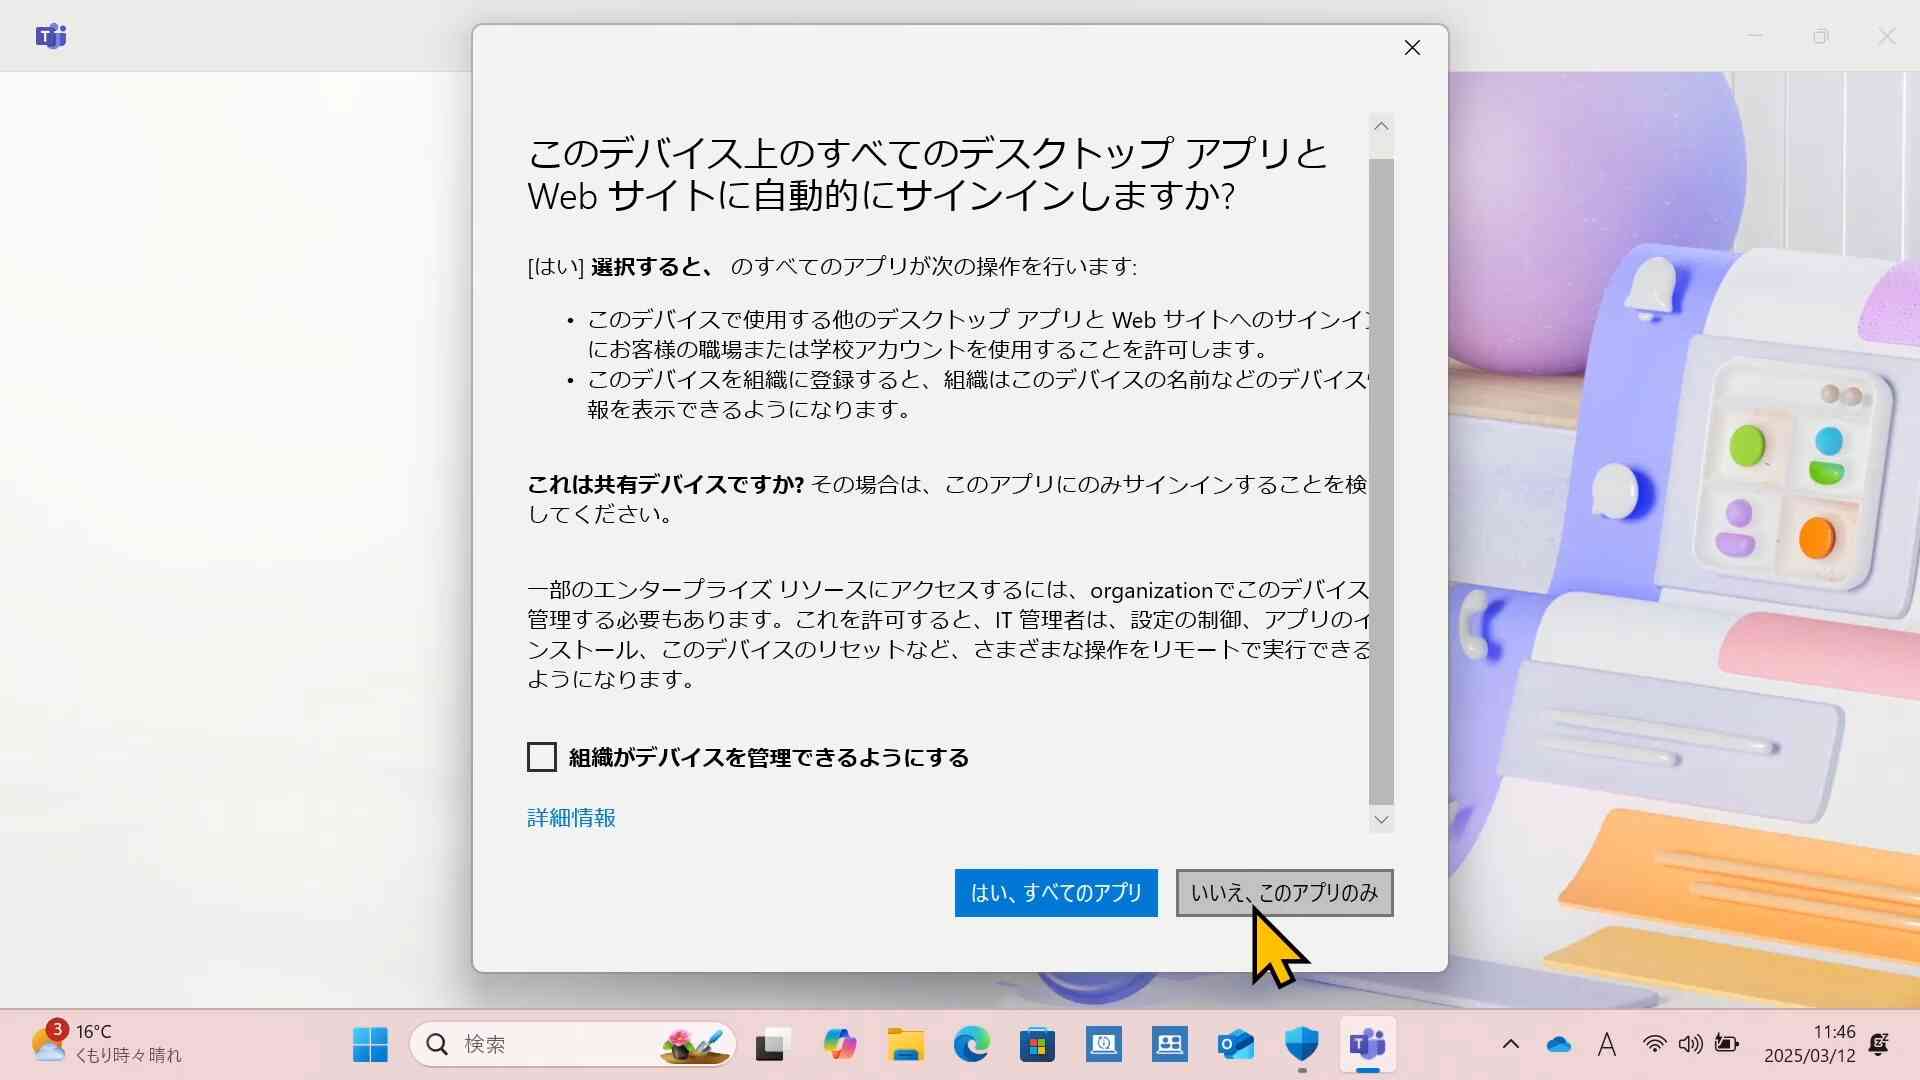 このデバイス上のすべてのデスクトップ アプリと
Web サイトに自動的にサインインしますか?
[はい] 選択すると、 のすべてのアプリが次の操作を行います:
• このデバイスで使用する他のデスクトップ アプリと Web サイトへのサインイン
にお客様の職場または学校アカウントを使用することを許可します。
• このデバイスを組織に登録すると、組織はこのデバイスの名前などのデバイス
報を表示できるようになります。
これは共有デバイスですか? その場合は、このアプリにのみサインインすることを検
してください。
一部のエンタープライズ リソースにアクセスするには、organizationでこのデバイス
管理する必要もあります。これを許可すると、IT 管理者は、設定の制御、アプリのイ
ンストール、このデバイスのリセットなど、さまざまな操作をリモートで実行できる
ようになります。
組織がデバイスを管理できるようにする
詳細情報
はい、すべてのアプリ
いいえ、このアプリのみ
3
16°C
くもり時々晴れ
検索
A
11:46
2025/03/12